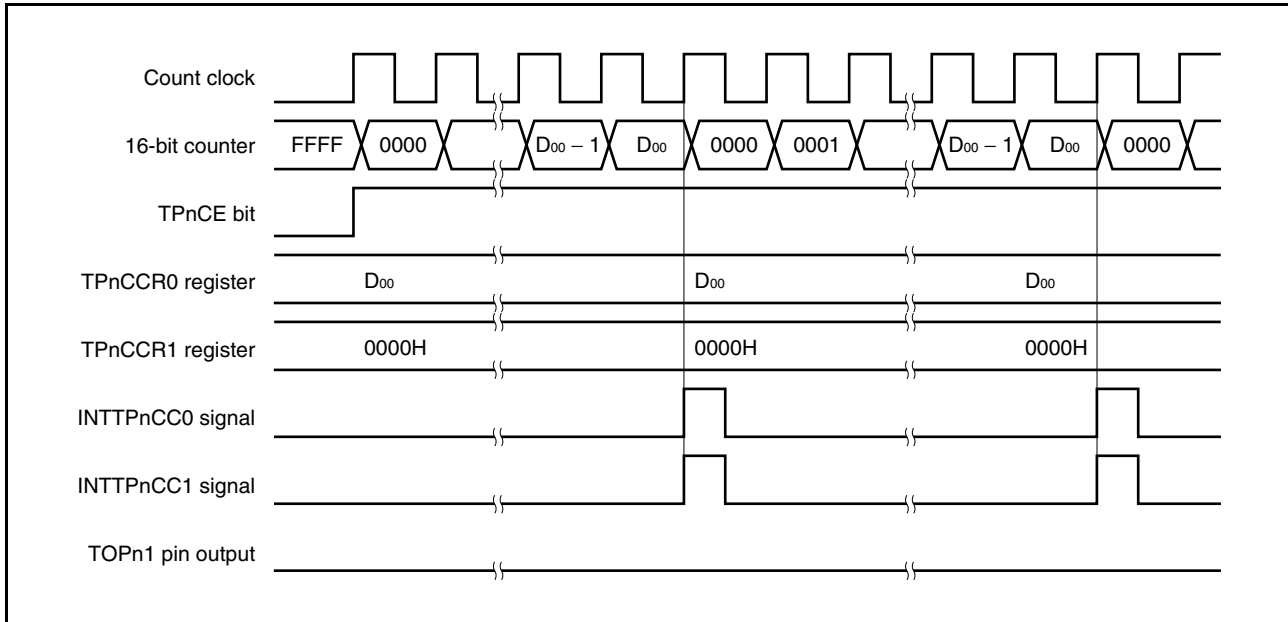 Count clock
16-bit counter FFFF 0000 D00 − 1 D00 0000 0001 D00 − 1 D00 0000
TPnCE bit
TPnCCR0 register D00 D00 D00
TPnCCR1 register 0000H 0000H 0000H
INTTPnCC0 signal
INTTPnCC1 signal
TOPn1 pin output